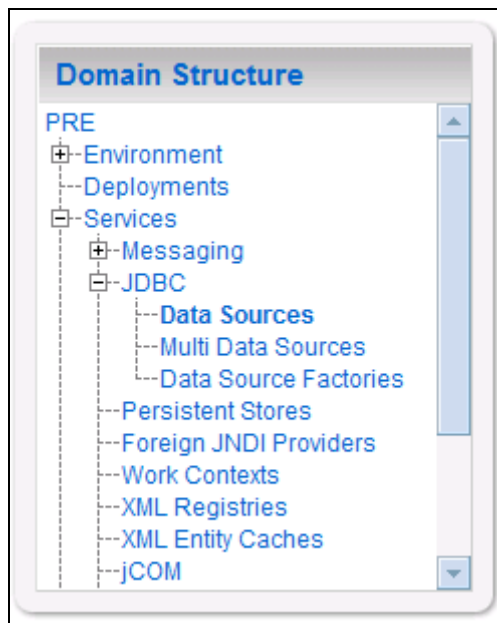 Domain Structure
PRE
Environment
Deployments
Services
Messaging
JDBC
Data Sources
Multi Data Sources
Data Source Factories
Persistent Stores
Foreign JNDI Providers
Work Contexts
XML Registries
XML Entity Caches
jCOM